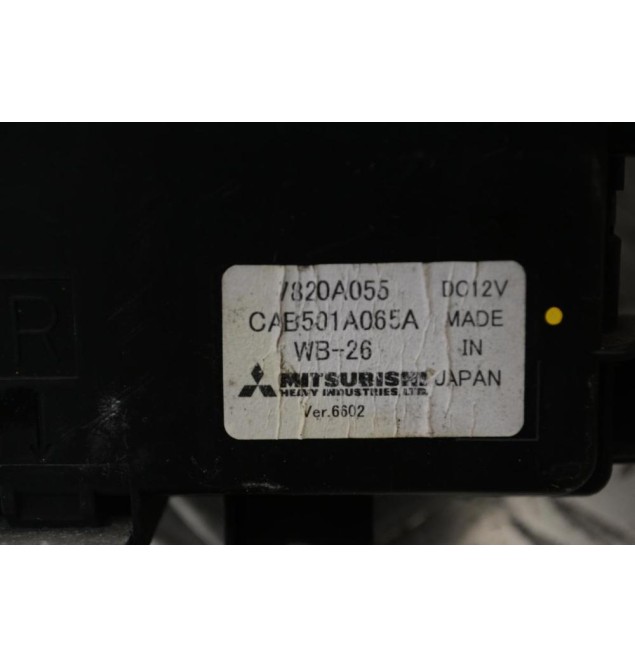 7820A055 DC12V
CAB501A065A MADE
WB-26 IN
MITSUBISHI JAPAN
HEAVY INDUSTRIES, LTD.
Ver.6602
R